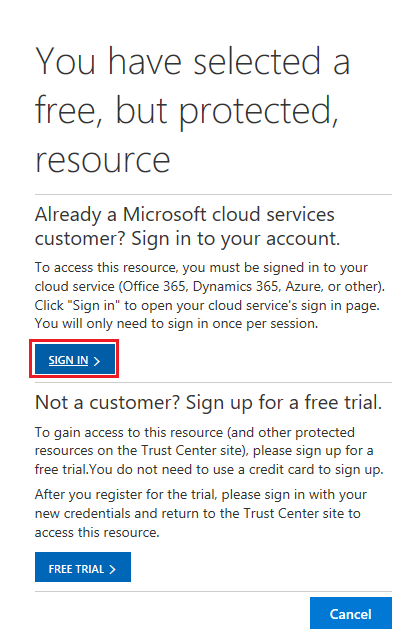 You have selected a
free, but protected,
resource
Already a Microsoft cloud services
customer? Sign in to your account.
To access this resource, you must be signed in to your
cloud service (Office 365, Dynamics 365, Azure, or other).
Click "Sign in" to open your cloud service's sign in page.
You will only need to sign in once per session.
SIGN IN >
Not a customer? Sign up for a free trial.
To gain access to this resource (and other protected
resources on the Trust Center site), please sign up for a
free trial.You do not need to use a credit card to sign up.
After you register for the trial, please sign in with your
new credentials and return to the Trust Center site to
access this resource.
FREE TRIAL >
Cancel